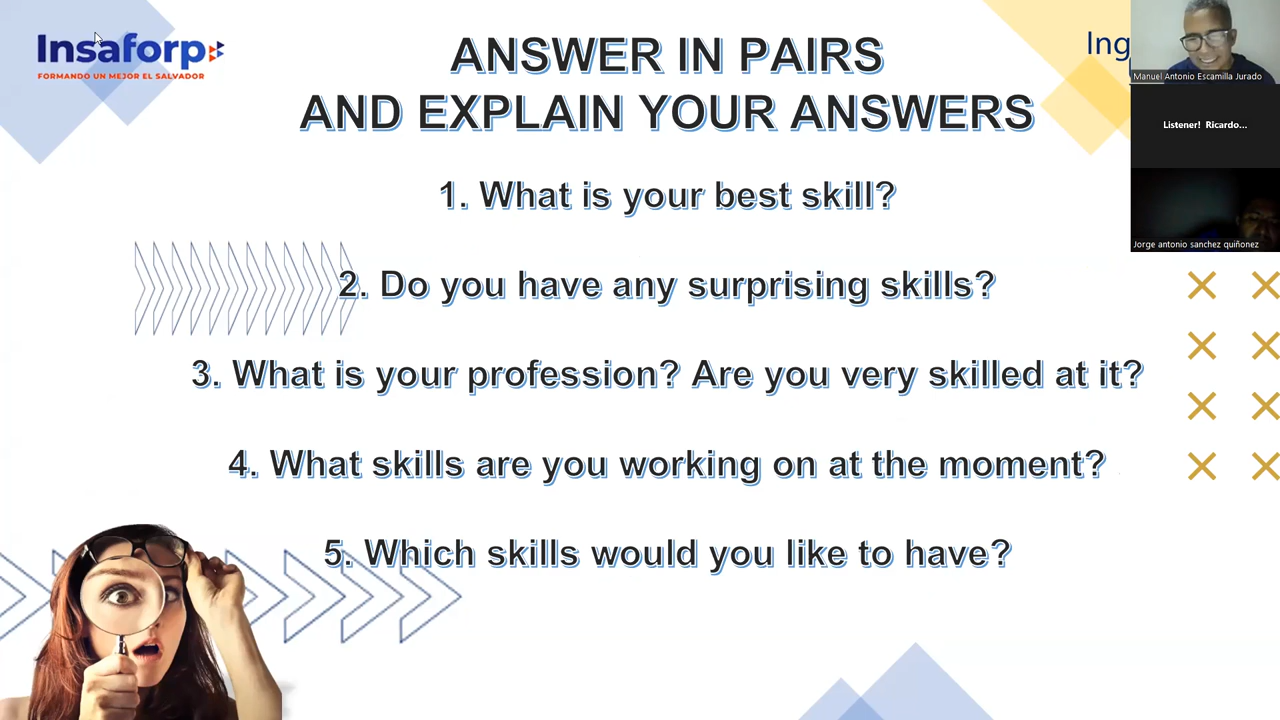 Insaforp
FORMANDO UN MEJOR EL SALVADOR
ANSWER IN PAIRS
AND EXPLAIN YOUR ANSWERS
Ing
Manuel Antonio Escamilla Jurado
Listener! Ricardo...
Jorge antonio sanchez quiñonez
1. What is your best skill?
2. Do you have any surprising skills?
3. What is your profession? Are you very skilled at it?
4. What skills are you working on at the moment?
5. Which skills would you like to have?